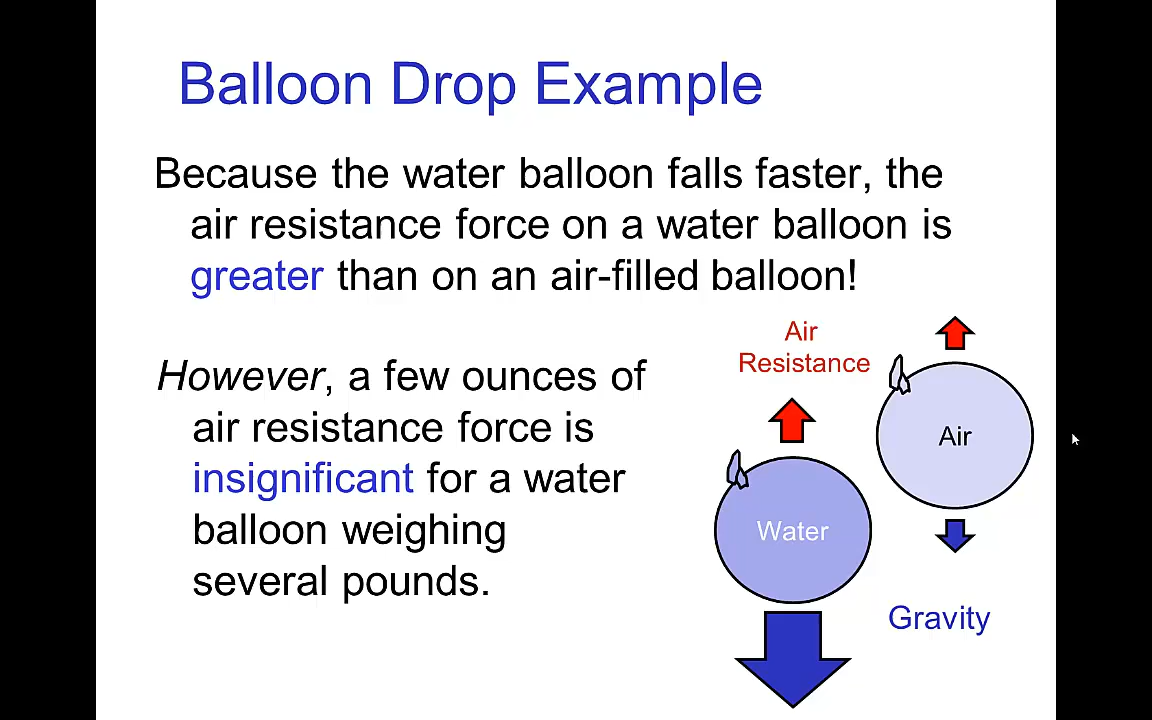 Balloon Drop Example
Because the water balloon falls faster, the
air resistance force on a water balloon is
greater than on an air-filled balloon!
However, a few ounces of
air resistance force is
insignificant for a water
balloon weighing
several pounds.
Air
Resistance
Air
Water
Gravity